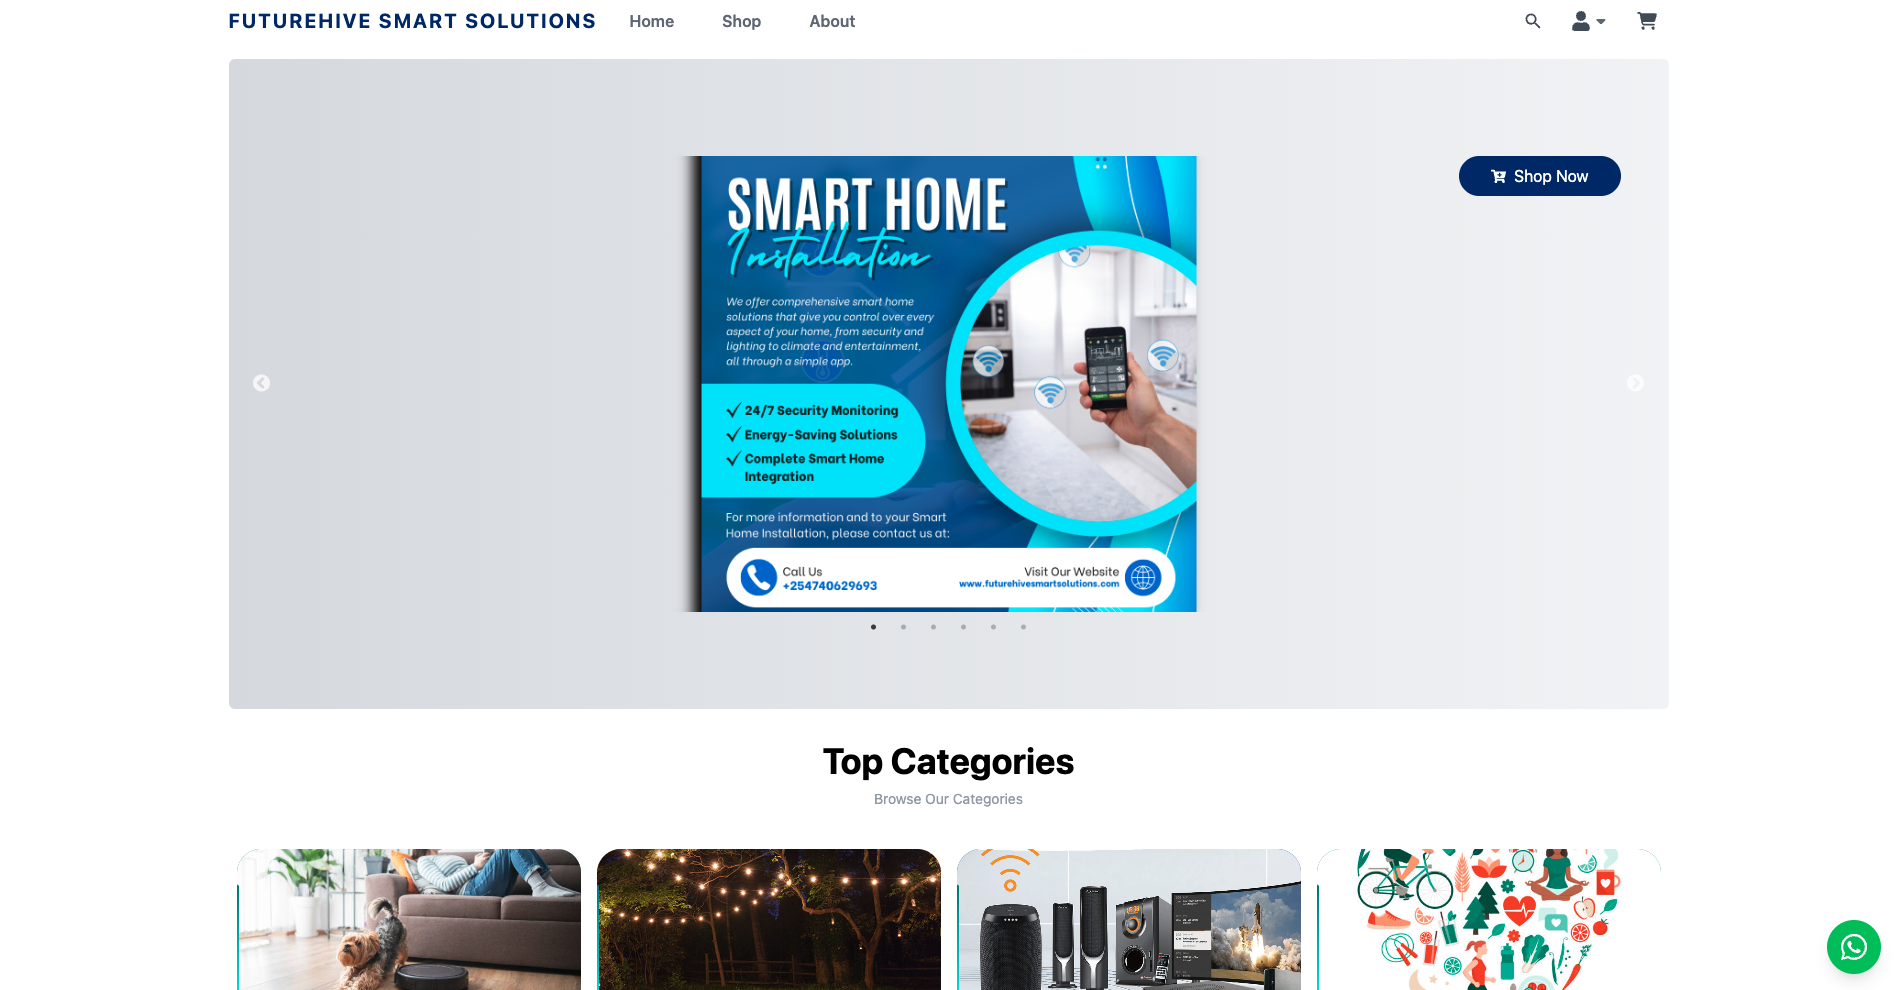 FUTUREHIVE SMART SOLUTIONS
Home
Shop
About
Shop Now
SMART HOME
Installation
We offer comprehensive smart home
solutions that give you control over every
aspect of your home, from security and
lighting to climate and entertainment,
all through a simple app.
24/7 Security Monitoring
Energy-Saving Solutions
Complete Smart Home
Integration
For more information and to your Smart
Home Installation, please contact us at:
Call Us
+254740629693
Visit Our Website
www.futurehivesmartsolutions.com
Top Categories
Browse Our Categories